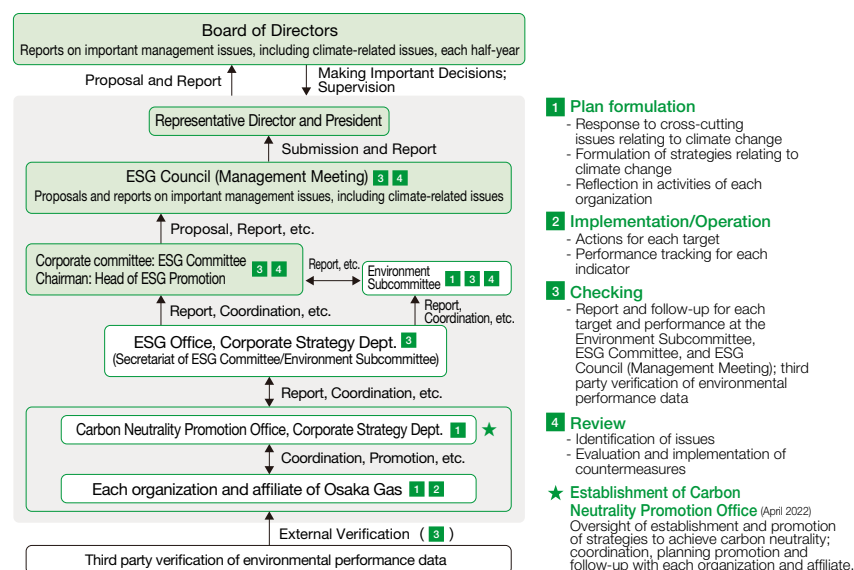 Board of Directors
Reports on important management issues, including climate-related issues, each half-year
Proposal and Report
Making Important Decisions;
Supervision
Representative Director and President
Submission and Report
ESG Council (Management Meeting) 3 4
Proposals and reports on important management issues, including climate-related issues
Proposal, Report, etc.
Corporate committee: ESG Committee
Chairman: Head of ESG Promotion
3 4
Report, etc.
Environment
Subcommittee 1 3 4
Report, Coordination, etc.
Report,
Coordination, etc.
ESG Office, Corporate Strategy Dept. 3
(Secretariat of ESG Committee/Environment Subcommittee)
Report, Coordination, etc.
Carbon Neutrality Promotion Office, Corporate Strategy Dept. 1 ★
Coordination, Promotion, etc.
Each organization and affiliate of Osaka Gas 1 2
External Verification ( 3 )
Third party verification of environmental performance data
1 Plan formulation
- Response to cross-cutting
issues relating to climate change
- Formulation of strategies relating to
climate change
- Reflection in activities of each
organization
2 Implementation/Operation
- Actions for each target
- Performance tracking for each
indicator
3 Checking
- Report and follow-up for each
target and performance at the
Environment Subcommittee,
ESG Committee, and ESG
Council (Management Meeting); third
party verification of environmental
performance data
4 Review
- Identification of issues
- Evaluation and implementation of
countermeasures
★ Establishment of Carbon
Neutrality Promotion Office (April 2022)
Oversight of establishment and promotion
of strategies to achieve carbon neutrality;
coordination, planning promotion and
follow-up with each organization and affiliate.